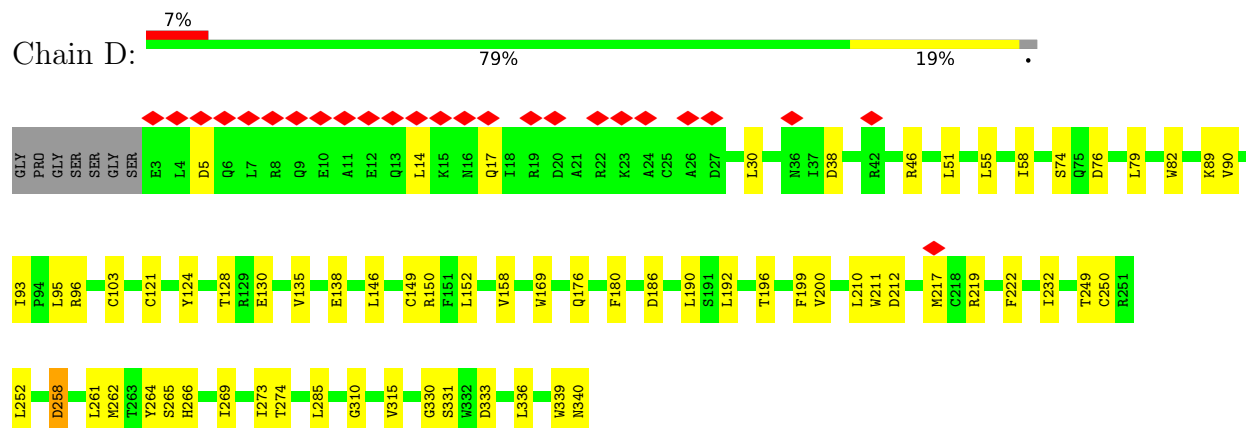 7%
Chain D:
79% 19% •
GLY PRO GLY SER SER GLY SER E3 L4 D5 Q6 L7 R8 Q9 E10 A11 E12 Q13 L14 K15 N16 Q17 I18 R19 D20 A21 R22 K23 A24 C25 A26 D27 L30 N36 I37 D38 R42 R46 L51 L55 I58 S74 Q75 D76 L79 W82 K89 V90
I93 P94 L95 R96 C103 C121 Y124 T128 R129 E130 V135 E138 L146 C149 R150 F151 L152 V158 W169 Q176 F180 D186 L190 S191 L192 T196 F199 V200 L210 W211 D212 M217 C218 R219 F222 I232 T249 C250 R251
L252 D258 L261 M262 T263 Y264 S265 H266 I269 I273 T274 L285 G310 V315 G330 S331 W332 D333 L336 W339 N340